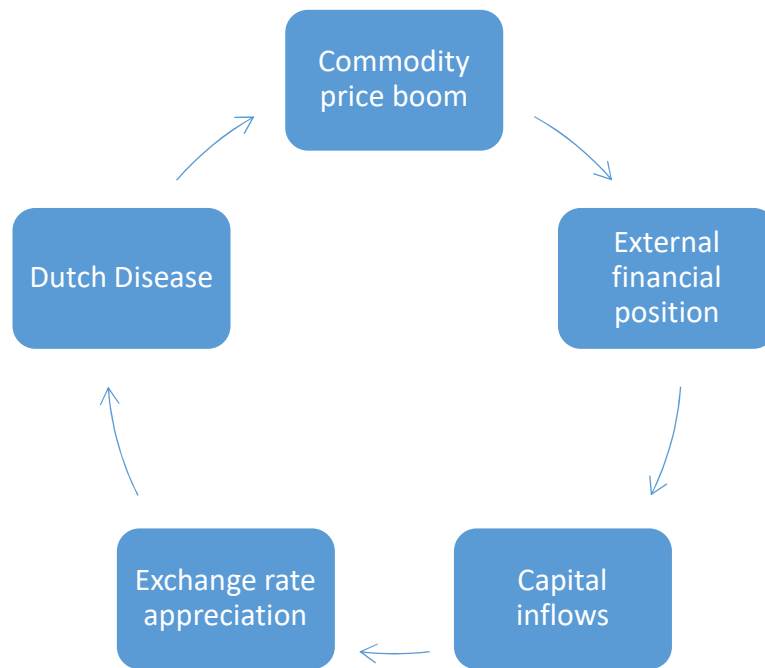 Commodity
price boom
External
financial
position
Capital
inflows
Exchange rate
appreciation
Dutch Disease